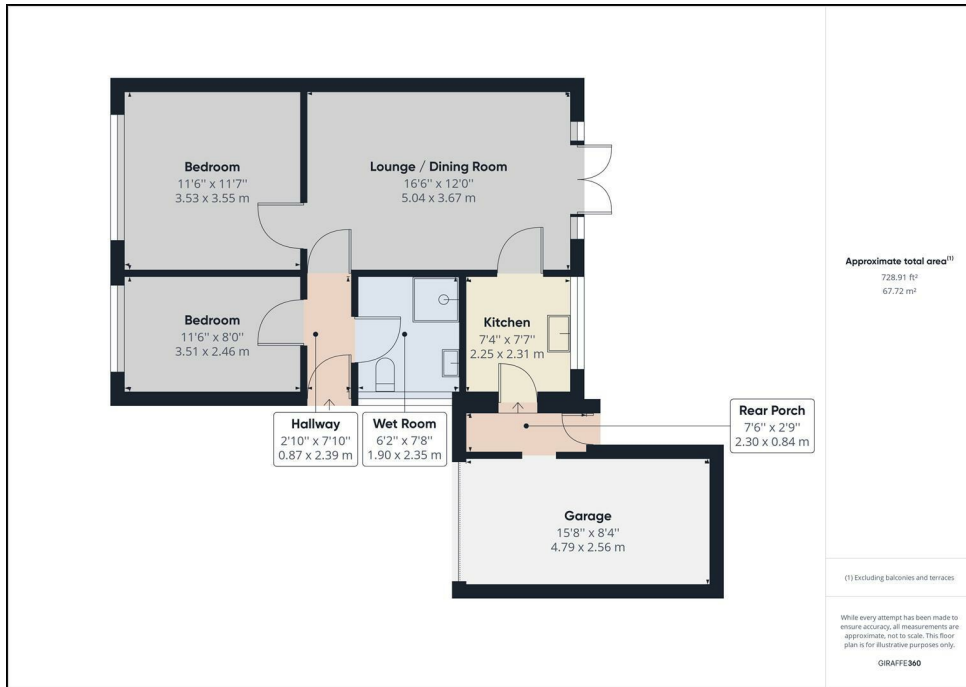 Bedroom
11'6'' x 11'7''
3.53 x 3.55 m
Lounge / Dining Room
16'6'' x 12'0''
5.04 x 3.67 m
Bedroom
11'6'' x 8'0''
3.51 x 2.46 m
Kitchen
7'4'' x 7'7''
2.25 x 2.31 m
Hallway
2'10'' x 7'10''
0.87 x 2.39 m
Wet Room
6'2'' x 7'8''
1.90 x 2.35 m
Rear Porch
7'6'' x 2'9''
2.30 x 0.84 m
Garage
15'8'' x 8'4''
4.79 x 2.56 m
Approximate total area(1)
728.91 ft²
67.72 m²
(1) Excluding balconies and terraces
While every attempt has been made to
ensure accuracy, all measurements are
approximate, not to scale. This floor
plan is for illustrative purposes only.
GIRAFFE360